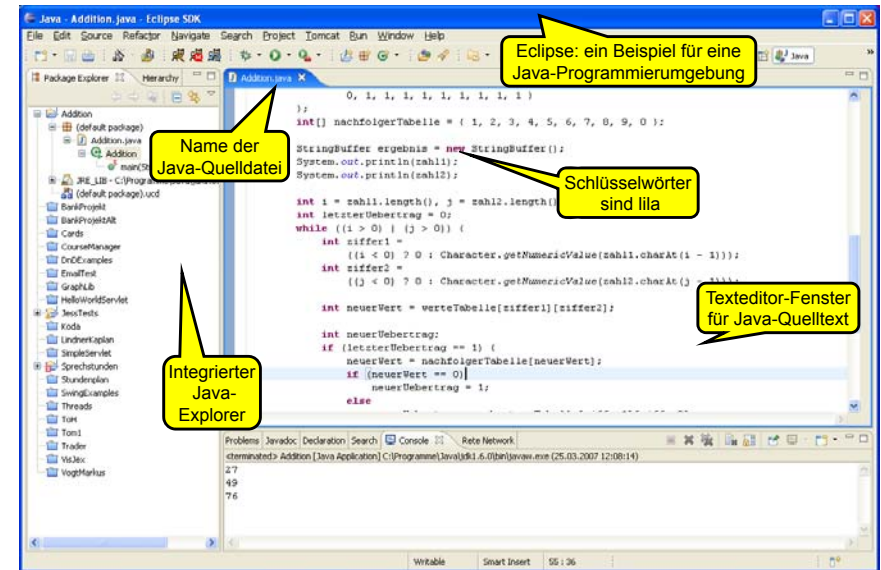 Java - Addition.java - Eclipse SDK
File Edit Source Refactor Navigate Search Project Tomcat Run Window Help
Java
Eclipse: ein Beispiel für eine
Java-Programmierumgebung
Package Explorer Hierarchy
Addition
(default package)
Addition.java
Addition
JRE_LIB
(default package).ucd
BankProjekt
BankProjektAlt
Cards
CourseManager
DnDExamples
EmailTest
GraphLib
HelloWorldServlet
JessTests
Koda
LindnerKaplan
SimpleServlet
Sprechstunden
Stundenplan
SwingExamples
Threads
ToH
Tom1
Trader
VisJex
VogtMarkus
Name der
Java-Quelldatei
Integrierter
Java-
Explorer
Addition.java
0, 1, 1, 1, 1, 1, 1, 1, 1, 1 )
);
int[] nachfolgerTabelle = { 1, 2, 3, 4, 5, 6, 7, 8, 9, 0 };
StringBuffer ergebnis = new StringBuffer();
System.out.println(zahl1);
System.out.println(zahl2);
int i = zahl1.length(), j = zahl2.length()
int letzterUebertrag = 0;
while ((i > 0) | (j > 0)) {
int ziffer1 =
((i < 0) ? 0 : Character.getNumericValue(zahl1.charAt(i - 1)));
int ziffer2 =
((j < 0) ? 0 : Character.getNumericValue(zahl2.charAt(j
int neuerWert = werteTabelle[ziffer1][ziffer2];
int neuerUebertrag;
if (letzterUebertrag == 1) {
neuerWert = nachfolgerTabelle[neuerWert];
if (neuerWert == 0)
neuerUebertrag = 1;
else
Schlüsselwörter
sind lila
Texteditor-Fenster
für Java-Quelltext
Problems Javadoc Declaration Search Console Rete Network
<terminated> Addition [Java Application] C:\Programme\Java\jdk1.6.0\bin\javaw.exe (25.03.2007 12:08:14)
27
49
76
Writable Smart Insert 55 : 36